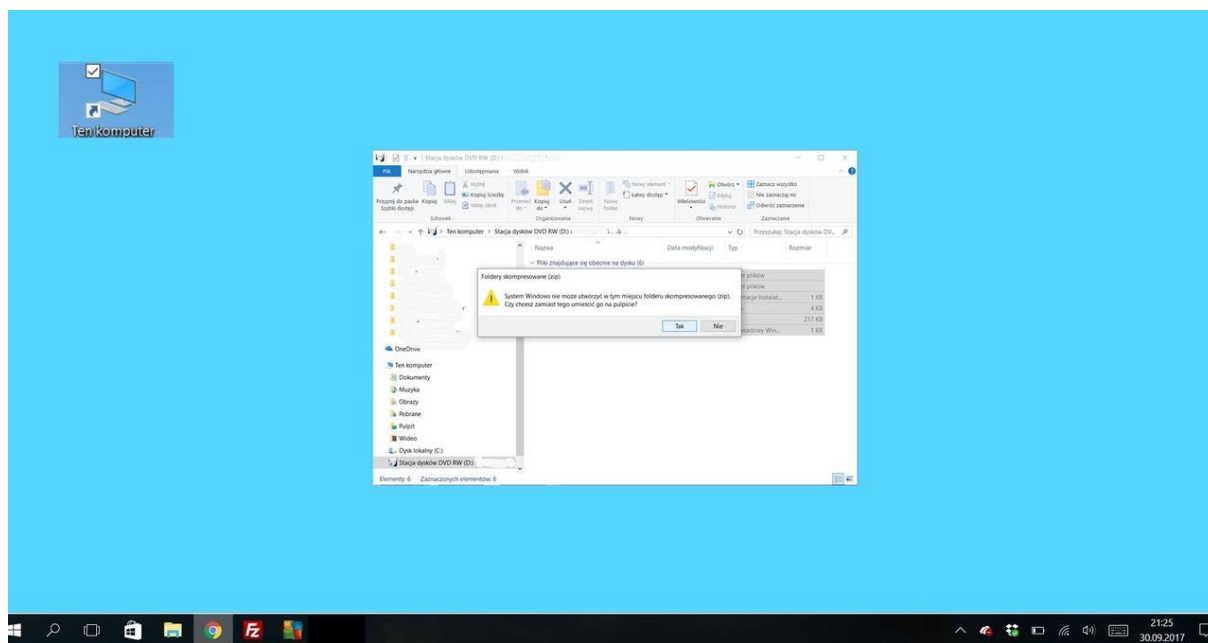 Ten komputer
Stacja dysków DVD RW (D:)
Plik Narzędzia główne Udostępnianie Widok
Przypnij do paska Szybki dostęp
Kopiuj
Wklej
Wytnij
Kopiuj ścieżkę
Wklej skrót
Przenieś do
Kopiuj do
Usuń
Zmień nazwę
Nowy folder
Nowy element
Łatwy dostęp
Właściwości
Otwórz
Edytuj
Historia
Zaznacz wszystko
Nie zaznaczaj nic
Odwróć zaznaczenie
Schowek Organizowanie Nowy Otwieranie Zaznaczanie
Ten komputer > Stacja dysków DVD RW (D:)
Przeszukaj: Stacja dysków DV...
Nazwa Data modyfikacji Typ Rozmiar
Pliki znajdujące się obecnie na dysku (6)
plików
plików
1 KB
4 KB
217 KB
1 KB
Foldery skompresowane (zip)
System Windows nie może utworzyć w tym miejscu folderu skompresowanego (zip).
Czy chcesz zamiast tego umieścić go na pulpicie?
Tak Nie
OneDrive
Ten komputer
Dokumenty
Muzyka
Obrazy
Pobrane
Pulpit
Wideo
Dysk lokalny (C:)
Stacja dysków DVD RW (D:)
Elementy: 6 Zaznaczonych elementów: 6
21:25
30.09.2017